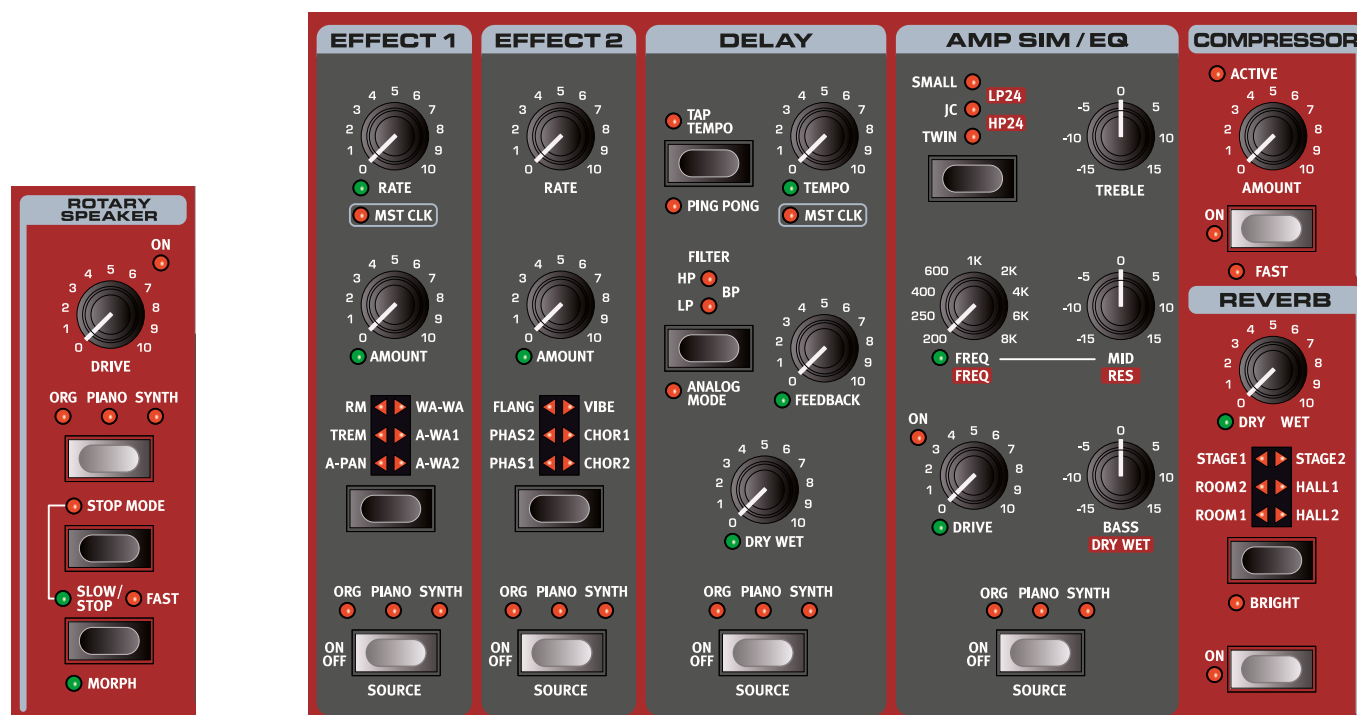 ROTARY
SPEAKER
ON
0 1 2 3 4 5 6 7 8 9 10
DRIVE
ORG PIANO SYNTH
STOP MODE
SLOW/
STOP
FAST
MORPH
EFFECT 1
0 1 2 3 4 5 6 7 8 9 10
RATE
MST CLK
0 1 2 3 4 5 6 7 8 9 10
AMOUNT
RM WA-WA
TREM A-WA1
A-PAN A-WA2
ORG PIANO SYNTH
ON
OFF
SOURCE
EFFECT 2
0 1 2 3 4 5 6 7 8 9 10
RATE
0 1 2 3 4 5 6 7 8 9 10
AMOUNT
FLANG VIBE
PHAS2 CHOR1
PHAS1 CHOR2
ORG PIANO SYNTH
ON
OFF
SOURCE
DELAY
TAP
TEMPO
PING PONG
0 1 2 3 4 5 6 7 8 9 10
TEMPO
MST CLK
FILTER
HP
BP
LP
ANALOG
MODE
0 1 2 3 4 5 6 7 8 9 10
FEEDBACK
0 1 2 3 4 5 6 7 8 9 10
DRY WET
ORG PIANO SYNTH
ON
OFF
SOURCE
AMP SIM / EQ
SMALL
LP24
JC
HP24
TWIN
-15 -10 -5 0 5 10 15
TREBLE
200 250 400 600 1K 2K 4K 6K 8K
FREQ
FREQ
-15 -10 -5 0 5 10 15
MID
RES
ON
0 1 2 3 4 5 6 7 8 9 10
DRIVE
-15 -10 -5 0 5 10 15
BASS
DRY WET
ORG PIANO SYNTH
ON
OFF
SOURCE
COMPRESSOR
ACTIVE
0 1 2 3 4 5 6 7 8 9 10
AMOUNT
ON
FAST
REVERB
0 1 2 3 4 5 6 7 8 9 10
DRY WET
STAGE 1 STAGE 2
ROOM 2 HALL 1
ROOM 1 HALL 2
BRIGHT
ON